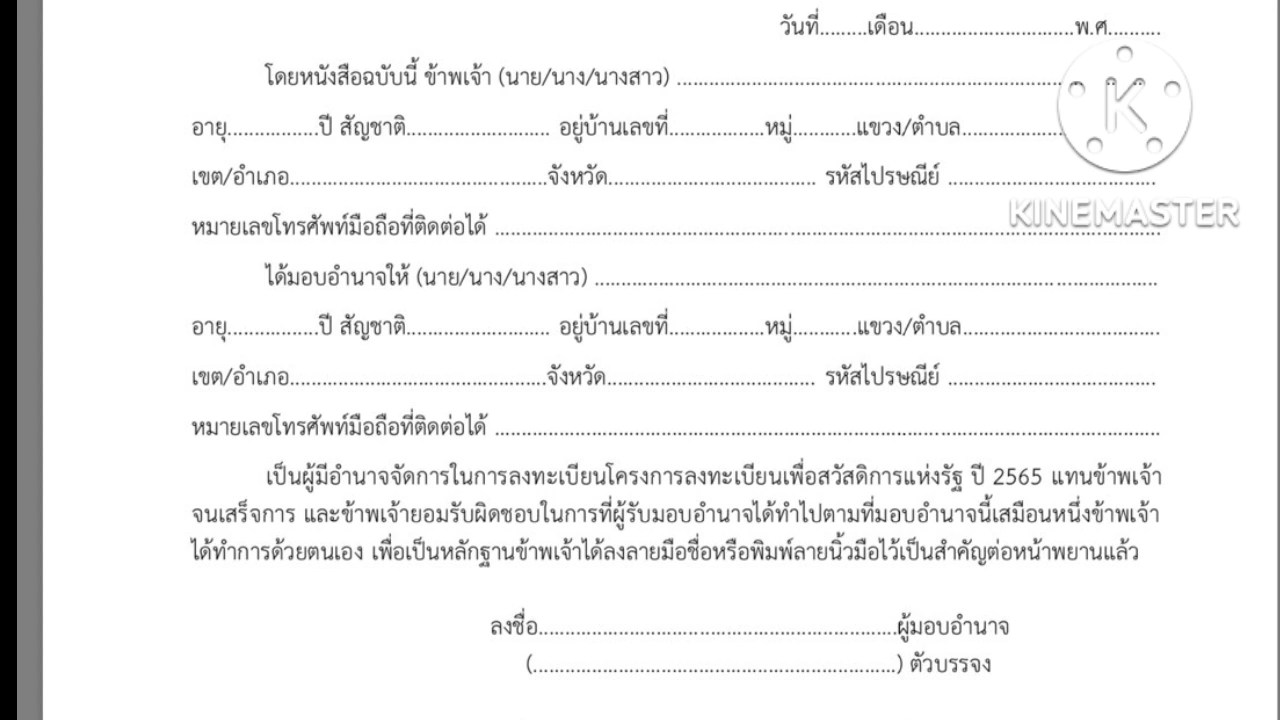 วันที่.........เดือน..............................พ.ศ..........
โดยหนังสือฉบับนี้ ข้าพเจ้า (นาย/นาง/นางสาว) ..........................................................................................
อายุ.................ปี สัญชาติ........................... อยู่บ้านเลขที่..................หมู่............แขวง/ตำบล...................
เขต/อำเภอ................................................จังหวัด....................................... รหัสไปรษณีย์ .......................................
K
KINEMASTER
หมายเลขโทรศัพท์มือถือที่ติดต่อได้ .............................................................................................................................
ได้มอบอำนาจให้ (นาย/นาง/นางสาว) ..........................................................................................................
อายุ.................ปี สัญชาติ........................... อยู่บ้านเลขที่..................หมู่............แขวง/ตำบล.....................................
เขต/อำเภอ................................................จังหวัด....................................... รหัสไปรษณีย์ .......................................
หมายเลขโทรศัพท์มือถือที่ติดต่อได้ .............................................................................................................................
เป็นผู้มีอำนาจจัดการในการลงทะเบียนโครงการลงทะเบียนเพื่อสวัสดิการแห่งรัฐ ปี 2565 แทนข้าพเจ้า
จนเสร็จการ และข้าพเจ้ายอมรับผิดชอบในการที่ผู้รับมอบอำนาจได้ทำไปตามที่มอบอำนาจนี้เสมือนหนึ่งข้าพเจ้า
ได้ทำการด้วยตนเอง เพื่อเป็นหลักฐานข้าพเจ้าได้ลงลายมือชื่อหรือพิมพ์ลายนิ้วมือไว้เป็นสำคัญต่อหน้าพยานแล้ว
ลงชื่อ...................................................................ผู้มอบอำนาจ
(....................................................................) ตัวบรรจง